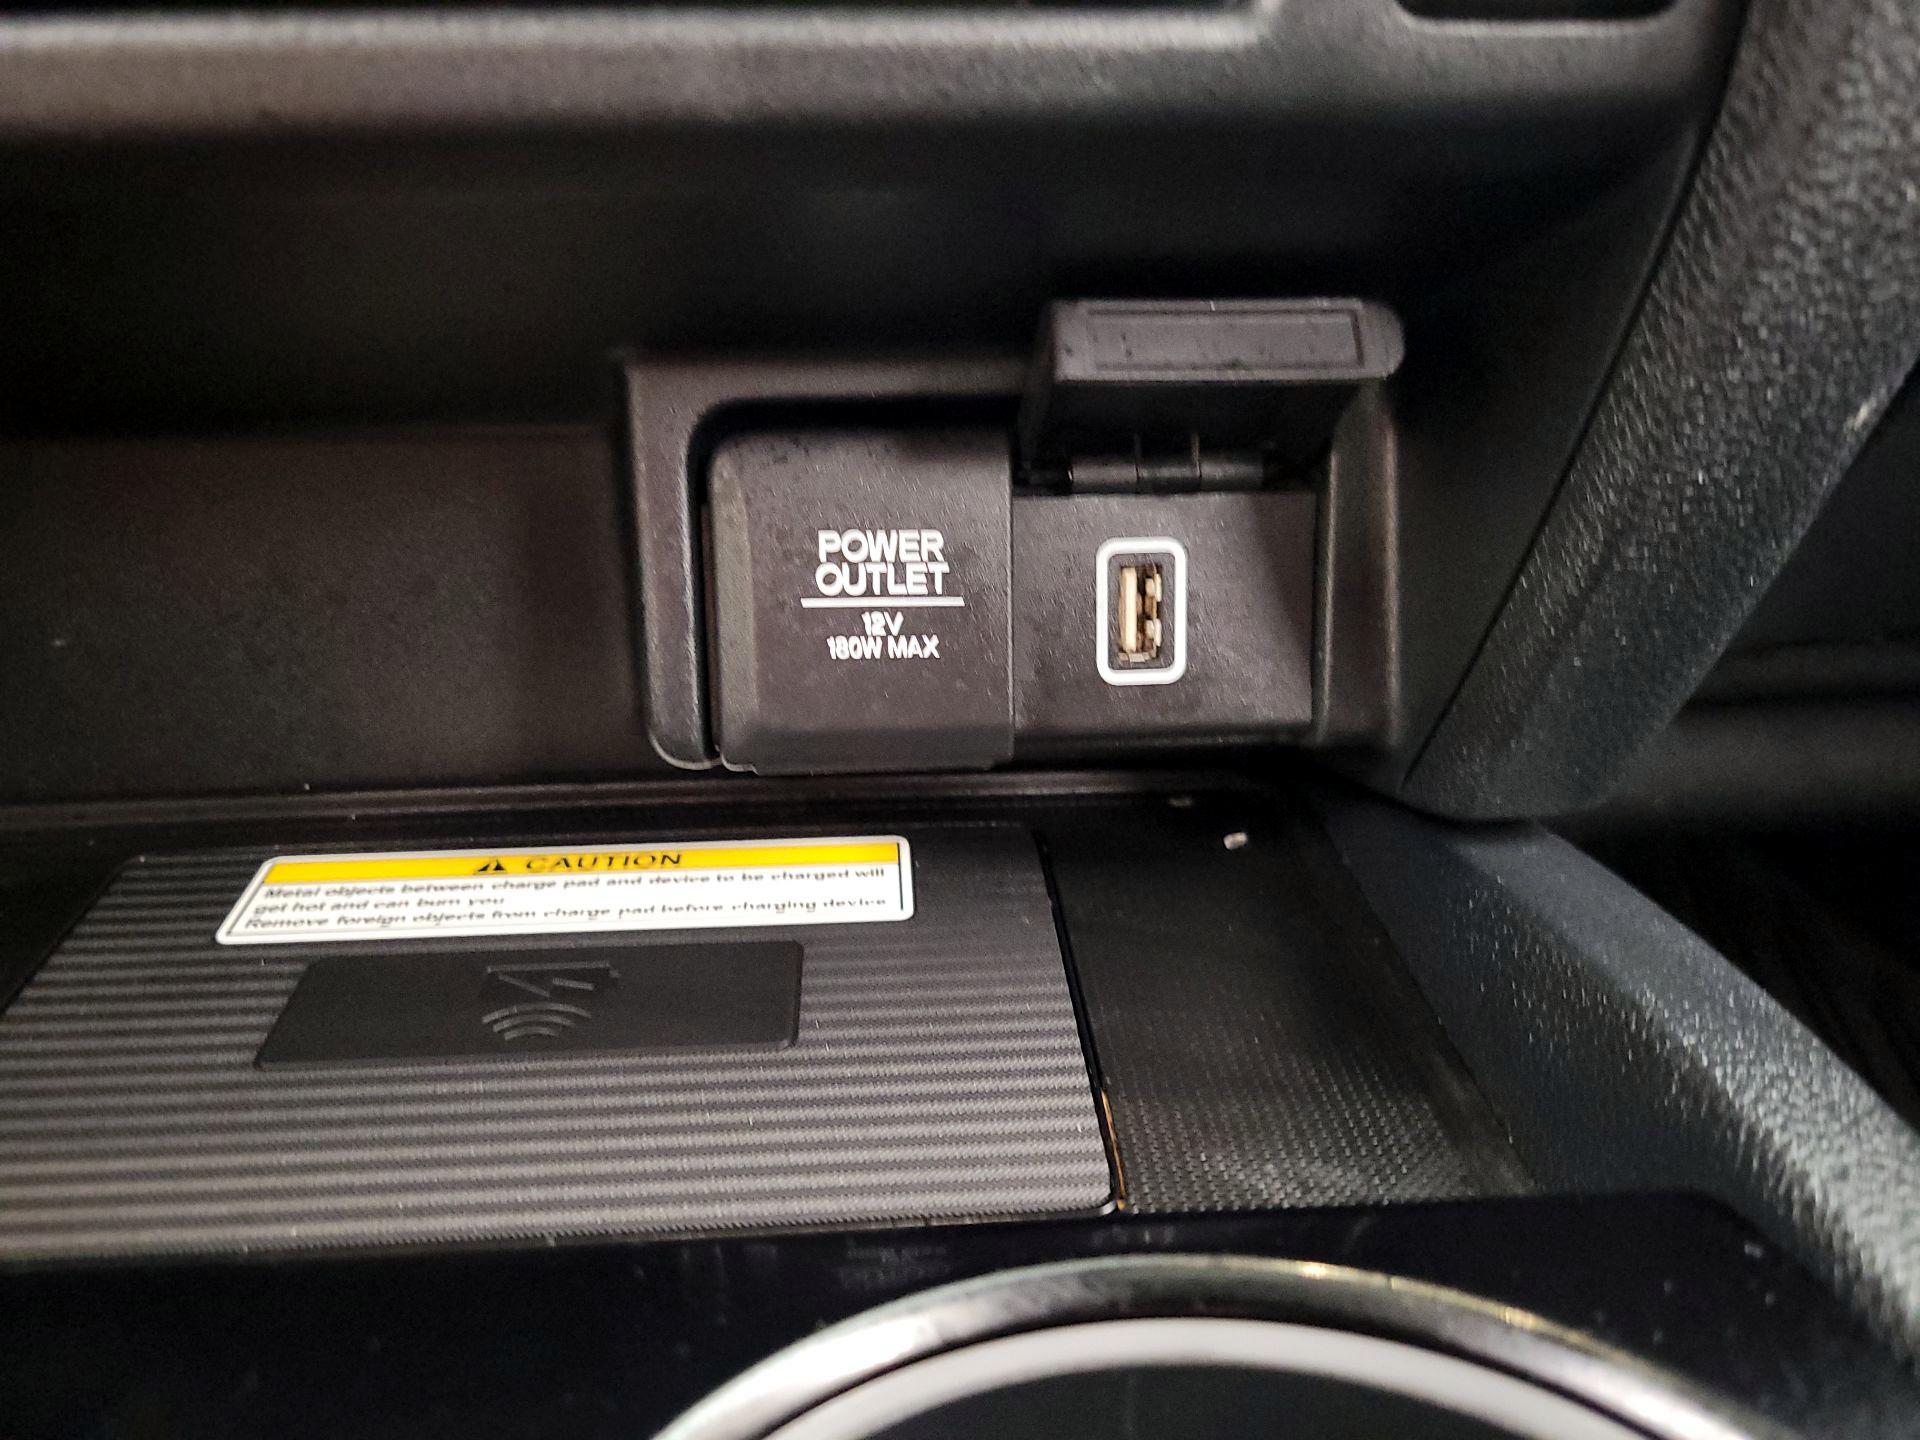 POWER
OUTLET
12V
180W MAX
CAUTION
Metal objects between charge pad and device to be charged will
get hot and can burn you
Remove foreign objects from charge pad before charging device